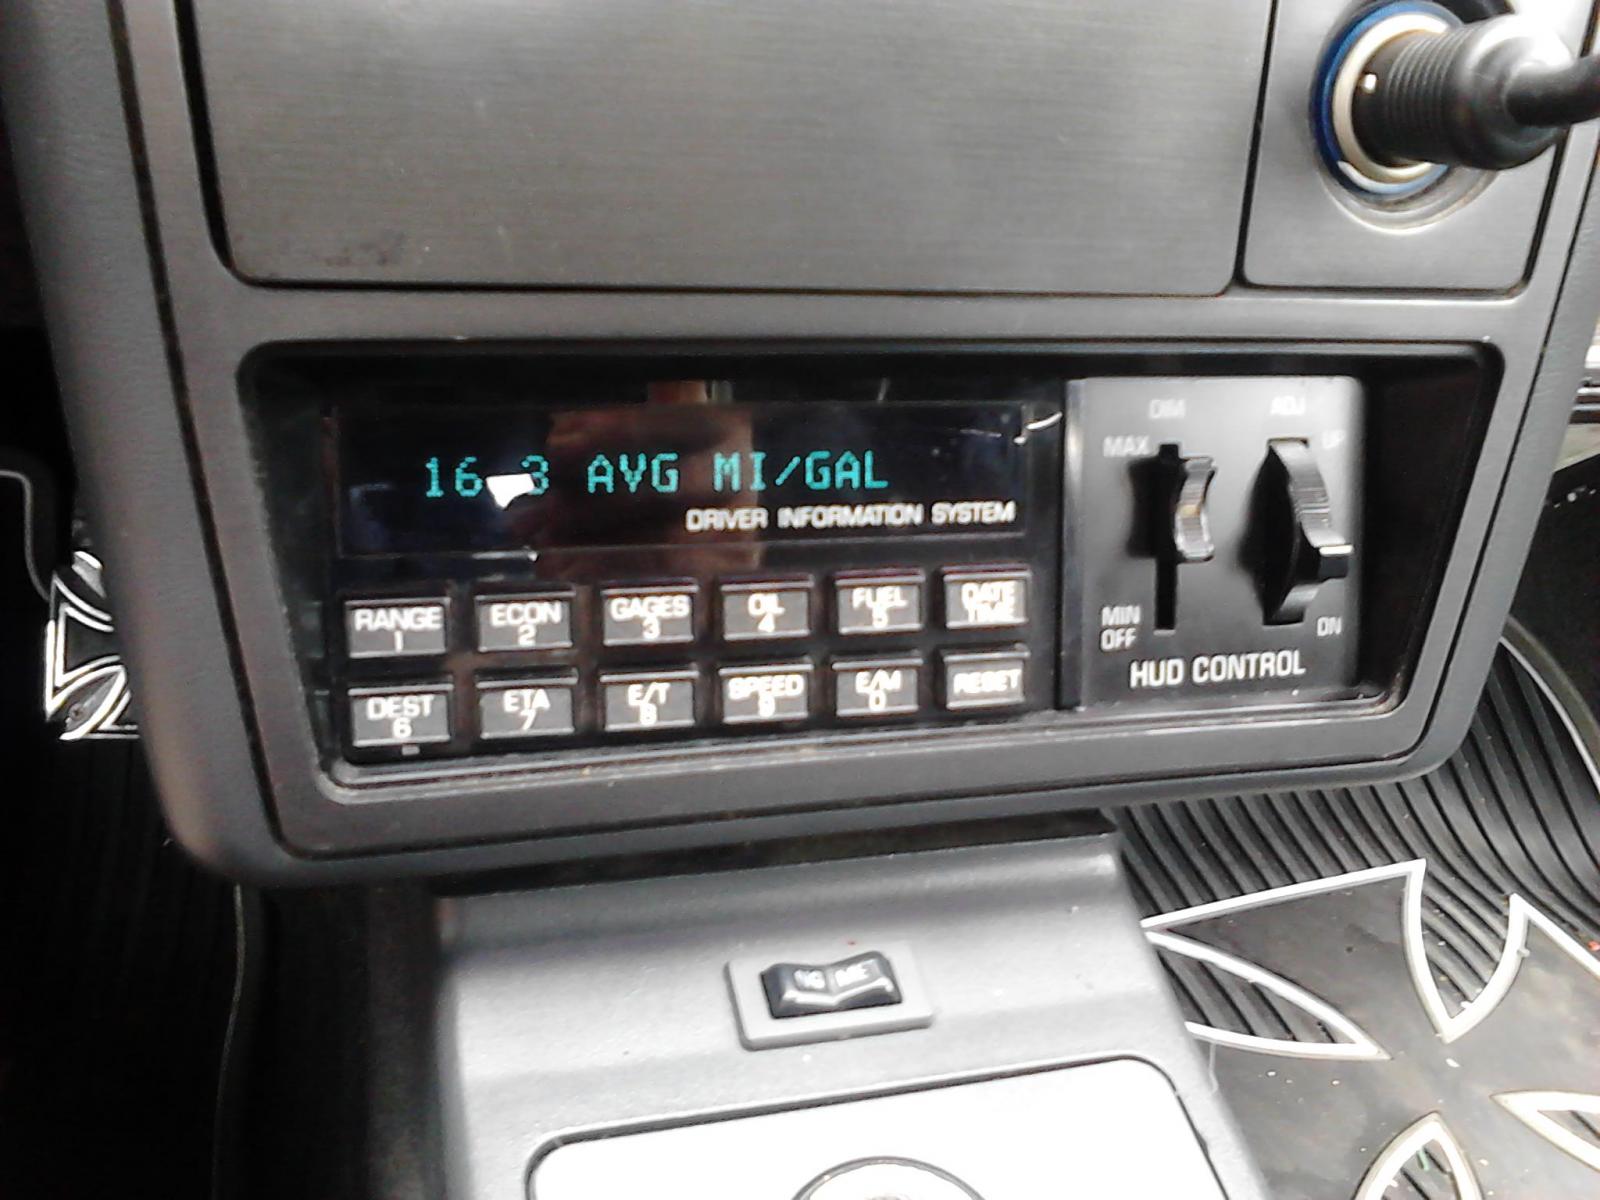 16.3 AVG MI/GAL
DRIVER INFORMATION SYSTEM
RANGE ECON GAGES OIL FUEL DATE
1 2 3 4 5 TIME
DEST ETA E/T SPEED E/M RESET
6 7 8 9 0
DIM ADJ
MAX UP
MIN
OFF ON
HUD CONTROL
MET